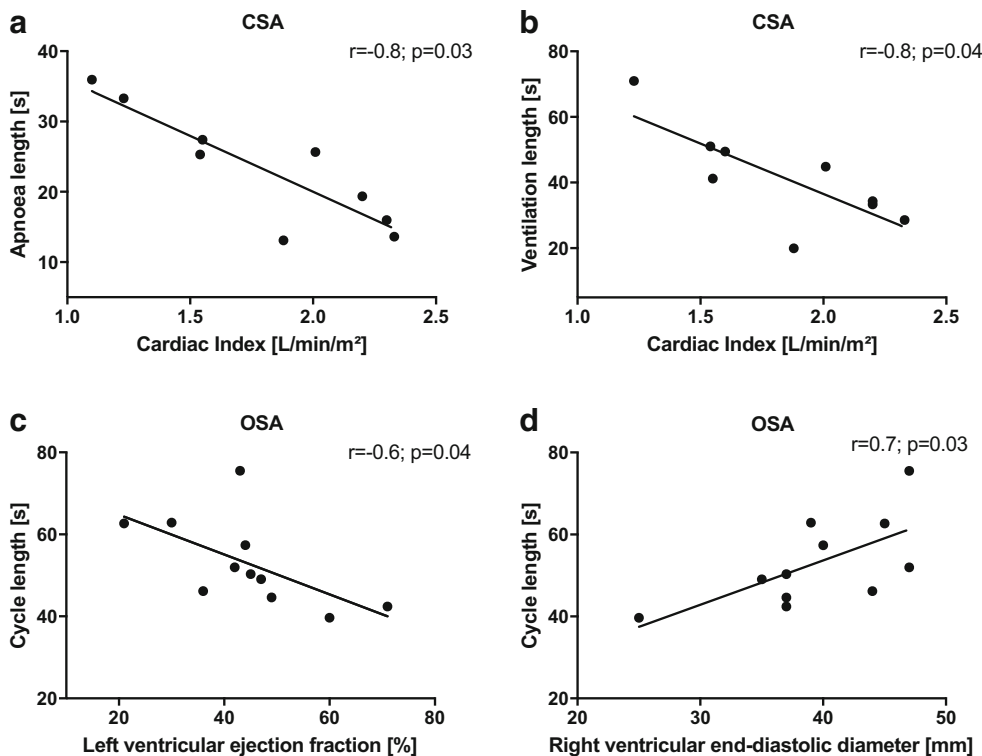 a
CSA
r=-0.8; p=0.03
Apnoea length [s]
40
30
20
10
1.0 1.5 2.0 2.5
Cardiac Index [L/min/m²]
b
CSA
r=-0.8; p=0.04
Ventilation length [s]
80
60
40
20
1.0 1.5 2.0 2.5
Cardiac Index [L/min/m²]
c
OSA
r=-0.6; p=0.04
Cycle length [s]
80
60
40
20
20 40 60 80
Left ventricular ejection fraction [%]
d
OSA
r=0.7; p=0.03
Cycle length [s]
80
60
40
20
20 30 40 50
Right ventricular end-diastolic diameter [mm]